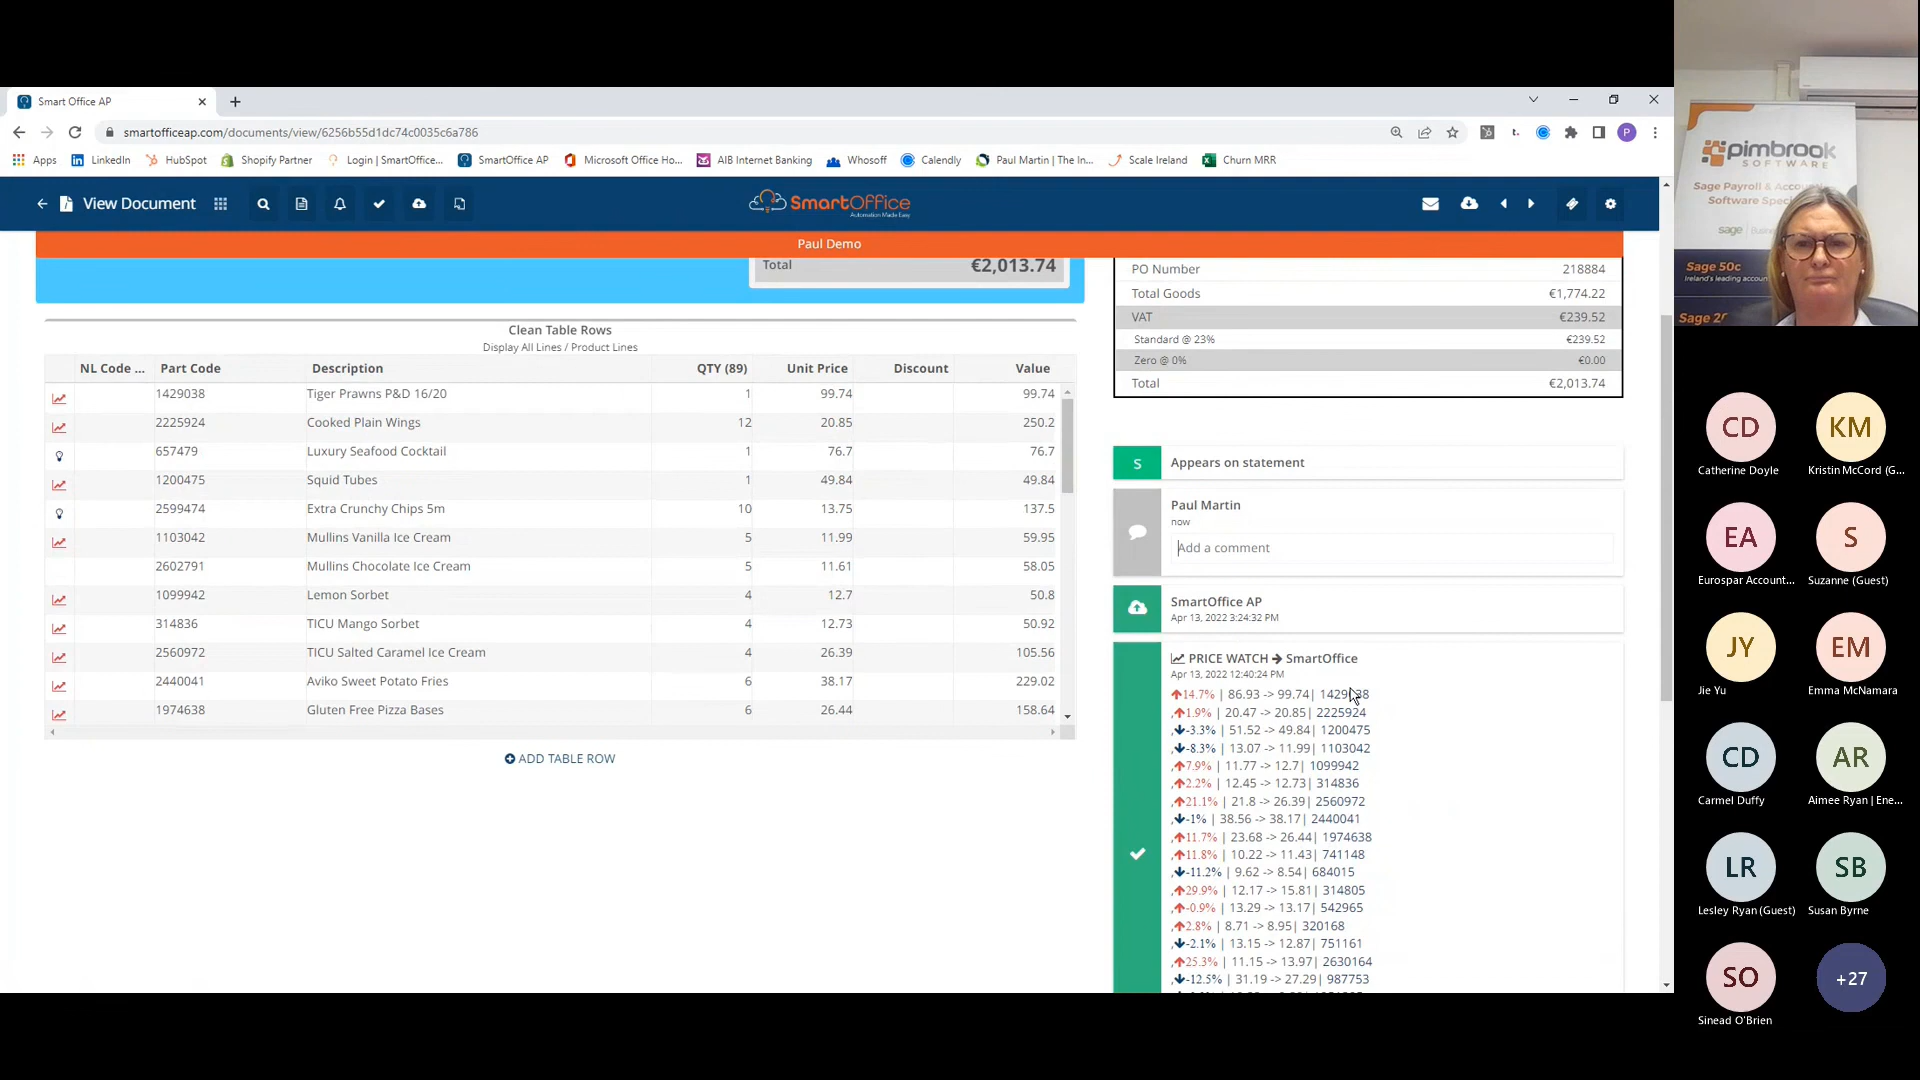 Smart Office AP
smartofficeap.com/documents/view/6256b55d1dc74c0035c6a786
Apps LinkedIn HubSpot Shopify Partner Login | SmartOffice... SmartOffice AP Microsoft Office Ho... AIB Internet Banking Whosoff Calendly Paul Martin | The In... Scale Ireland Churn MRR
P
View Document
SmartOffice
Automation Made Easy
Paul Demo
Total €2,013.74
Clean Table Rows
Display All Lines / Product Lines
NL Code ... Part Code Description QTY (89) Unit Price Discount Value
1429038 Tiger Prawns P&D 16/20 1 99.74 99.74
2225924 Cooked Plain Wings 12 20.85 250.2
657479 Luxury Seafood Cocktail 1 76.7 76.7
1200475 Squid Tubes 1 49.84 49.84
2599474 Extra Crunchy Chips 5m 10 13.75 137.5
1103042 Mullins Vanilla Ice Cream 5 11.99 59.95
2602791 Mullins Chocolate Ice Cream 5 11.61 58.05
1099942 Lemon Sorbet 4 12.7 50.8
314836 TICU Mango Sorbet 4 12.73 50.92
2560972 TICU Salted Caramel Ice Cream 4 26.39 105.56
2440041 Aviko Sweet Potato Fries 6 38.17 229.02
1974638 Gluten Free Pizza Bases 6 26.44 158.64
ADD TABLE ROW
PO Number 218884
Total Goods €1,774.22
VAT €239.52
Standard @ 23% €239.52
Zero @ 0% €0.00
Total €2,013.74
S Appears on statement
Paul Martin
now
Add a comment
SmartOffice AP
Apr 13, 2022 3:24:32 PM
PRICE WATCH → SmartOffice
Apr 13, 2022 12:40:24 PM
↑14.7% | 86.93 -> 99.74| 1429038
,↑1.9% | 20.47 -> 20.85| 2225924
,↓-3.3% | 51.52 -> 49.84| 1200475
,↓-8.3% | 13.07 -> 11.99| 1103042
,↑7.9% | 11.77 -> 12.7| 1099942
,↑2.2% | 12.45 -> 12.73| 314836
,↑21.1% | 21.8 -> 26.39| 2560972
,↓-1% | 38.56 -> 38.17| 2440041
,↑11.7% | 23.68 -> 26.44| 1974638
,↑11.8% | 10.22 -> 11.43| 741148
,↓-11.2% | 9.62 -> 8.54| 684015
,↑29.9% | 12.17 -> 15.81| 314805
,↑-0.9% | 13.29 -> 13.17| 542965
,↑2.8% | 8.71 -> 8.95| 320168
,↓-2.1% | 13.15 -> 12.87| 751161
,↑25.3% | 11.15 -> 13.97| 2630164
,↓-12.5% | 31.19 -> 27.29| 987753
pimbrook
SOFTWARE
Sage Payroll &
Software
sage
Sage 50c
Ireland's leading
CD KM
Catherine Doyle Kristin McCord (G...
EA S
Eurospar Account... Suzanne (Guest)
JY EM
Jie Yu Emma McNamara
CD AR
Carmel Duffy Aimee Ryan | Ene...
LR SB
Lesley Ryan (Guest) Susan Byrne
SO +27
Sinead O'Brien